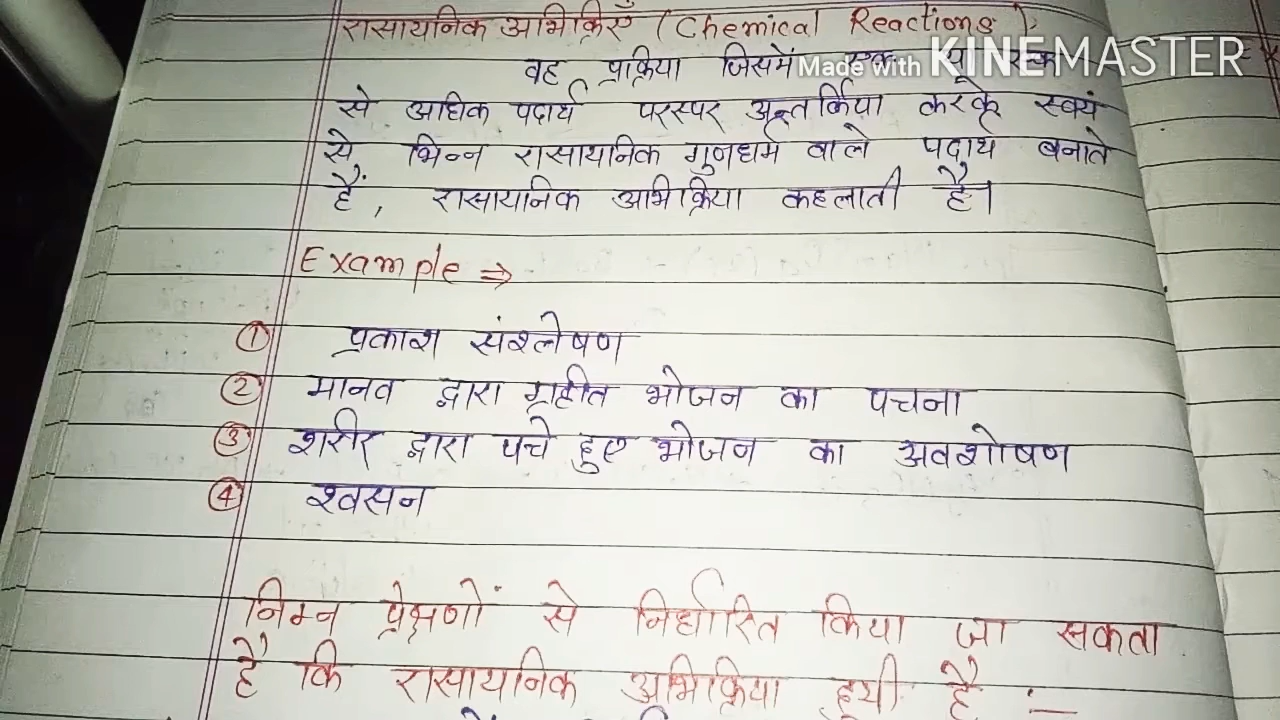 रासायनिक अभिक्रिएँ (Chemical Reactions) :
वह प्रक्रिया जिसमें एक या एक
Made with KINEMASTER
से अधिक पदार्थ परस्पर अन्तर्क्रिया करके स्वयं
से भिन्न रासायनिक गुणधर्म वाले पदार्थ बनाते
हैं, रासायनिक अभिक्रिया कहलाती है।
Example ⇒
① प्रकाश संश्लेषण
② मानव द्वारा ग्रहीत भोजन का पचना
③ शरीर द्वारा पचे हुए भोजन का अवशोषण
④ श्वसन
निम्न प्रेक्षणों से निर्धारित किया जा सकता
है कि रासायनिक अभिक्रिया हुयी है :-